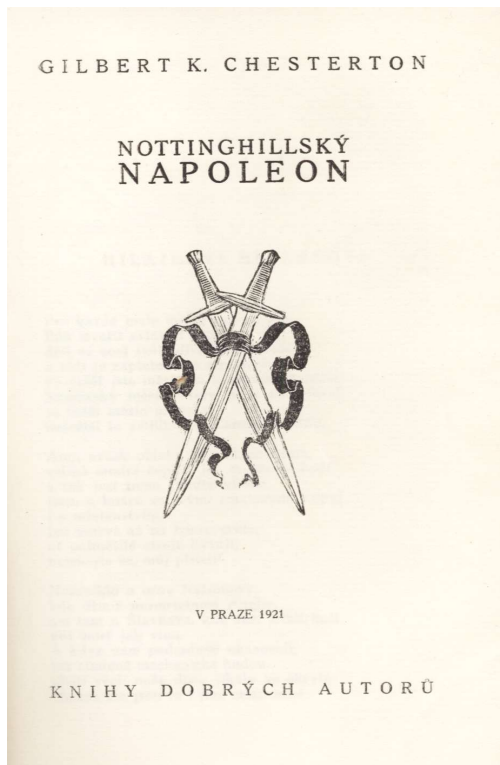 GILBERT K. CHESTERTON
NOTTINGHILLSKÝ
NAPOLEON
V PRAZE 1921
KNIHY DOBRÝCH AUTORŮ